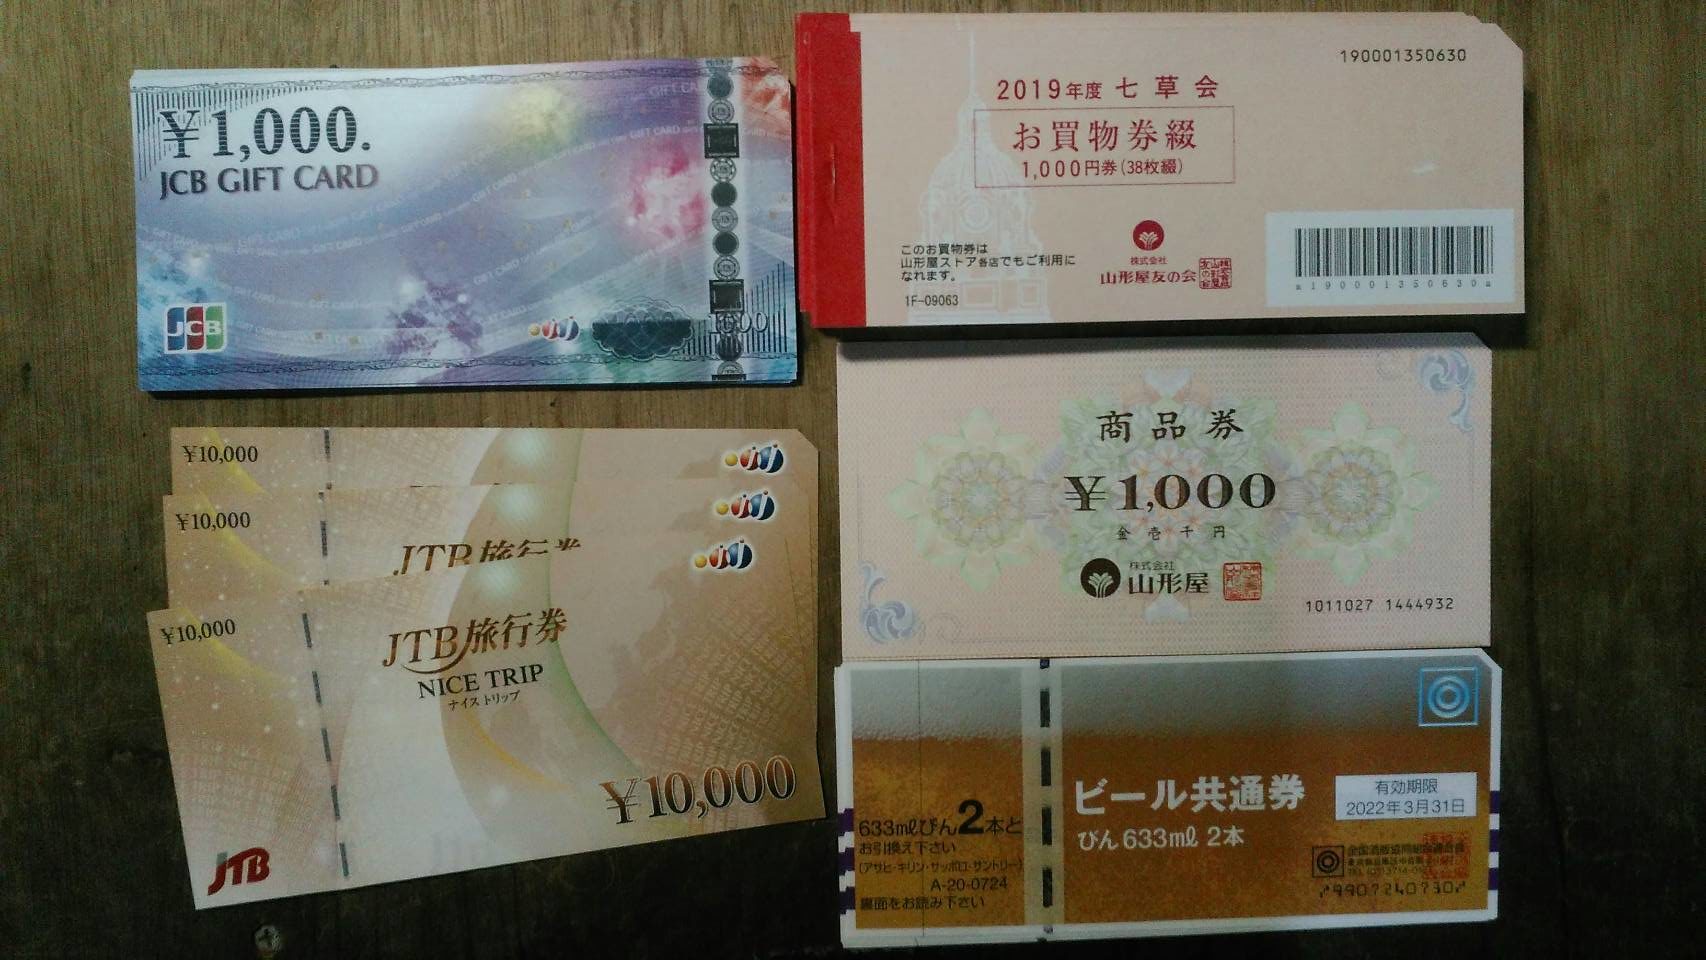 ¥1,000.
JCB GIFT CARD
JCB
1000
¥10,000
¥10,000
JTB旅行券
¥10,000
JTB旅行券
NICE TRIP
ナイストリップ
¥10,000
JTB
190001350630
2019年度 七草会
お買物券綴
1,000円券(38枚綴)
このお買物券は
山形屋ストア各店でもご利用に
なれます。
1F-09063
株式会社
山形屋友の会
a190001350630a
商品券
¥1,000
金壱千円
株式会社
山形屋
1011027 1444932
ビール共通券
びん633ml 2本
有効期限
2022年3月31日
633mlびん2本と
お引換え下さい
(アサヒ・キリン・サッポロ・サントリー)
A-20-0724
裏面をお読み下さい